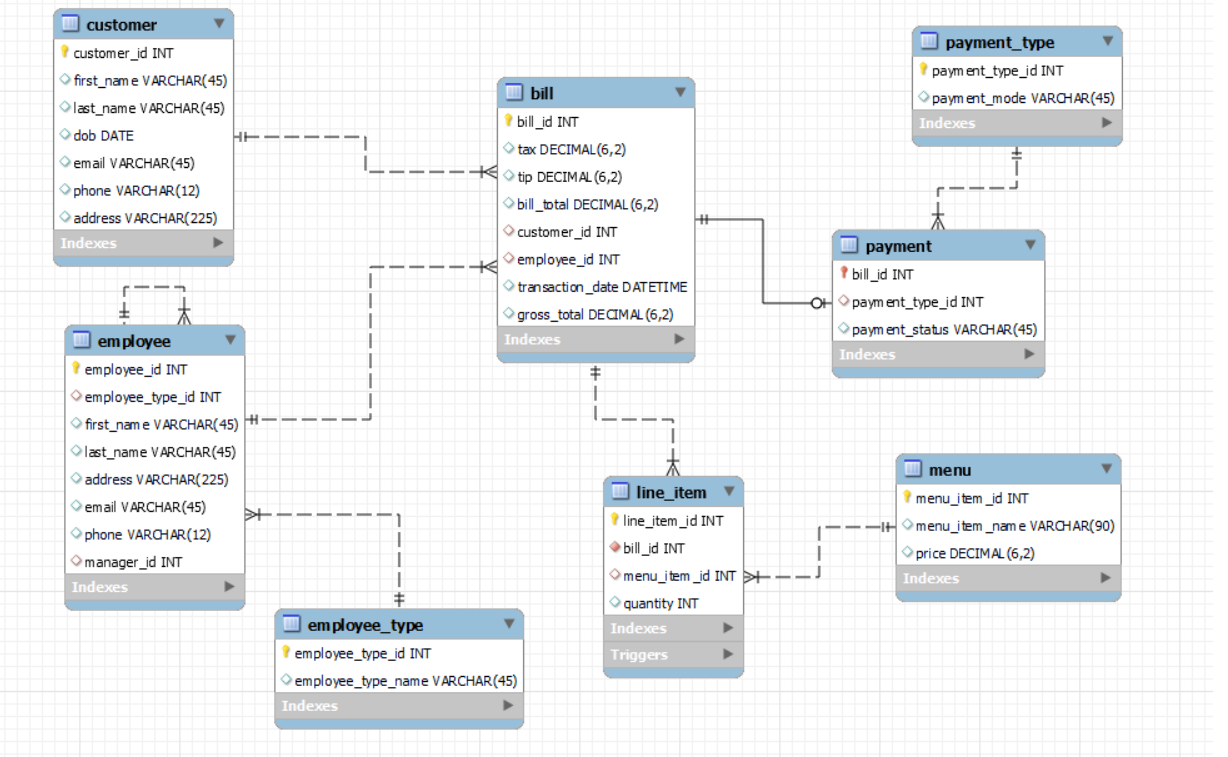 customer
customer_id INT
first_name VARCHAR(45)
last_name VARCHAR(45)
dob DATE
email VARCHAR(45)
phone VARCHAR(12)
address VARCHAR(225)
Indexes
employee
employee_id INT
employee_type_id INT
first_name VARCHAR(45)
last_name VARCHAR(45)
address VARCHAR(225)
email VARCHAR(45)
phone VARCHAR(12)
manager_id INT
Indexes
employee_type
employee_type_id INT
employee_type_name VARCHAR(45)
Indexes
bill
bill_id INT
tax DECIMAL(6,2)
tip DECIMAL(6,2)
bill_total DECIMAL(6,2)
customer_id INT
employee_id INT
transaction_date DATETIME
gross_total DECIMAL(6,2)
Indexes
line_item
line_item_id INT
bill_id INT
menu_item_id INT
quantity INT
Indexes
Triggers
payment_type
payment_type_id INT
payment_mode VARCHAR(45)
Indexes
payment
bill_id INT
payment_type_id INT
payment_status VARCHAR(45)
Indexes
menu
menu_item_id INT
menu_item_name VARCHAR(90)
price DECIMAL(6,2)
Indexes